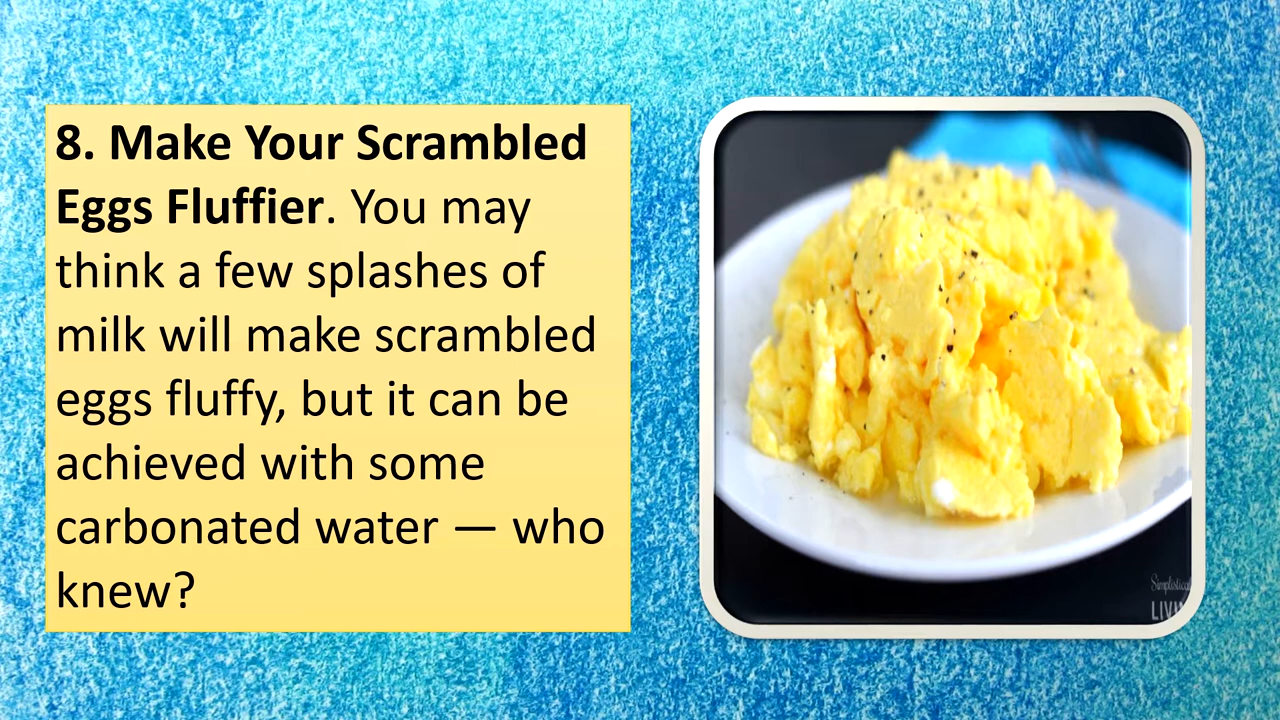 8. Make Your Scrambled
Eggs Fluffier. You may
think a few splashes of
milk will make scrambled
eggs fluffy, but it can be
achieved with some
carbonated water — who
knew?